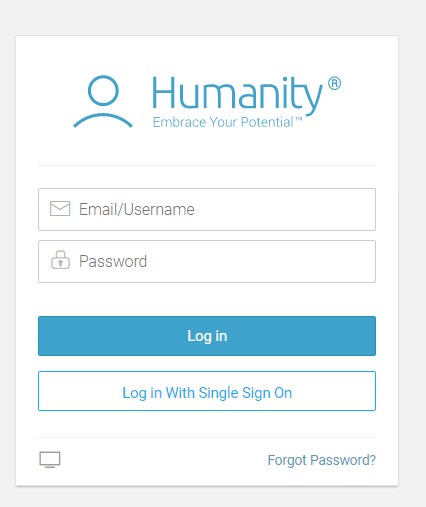 Humanity®
Embrace Your Potential™
Email/Username
Password
Log in
Log in With Single Sign On
Forgot Password?